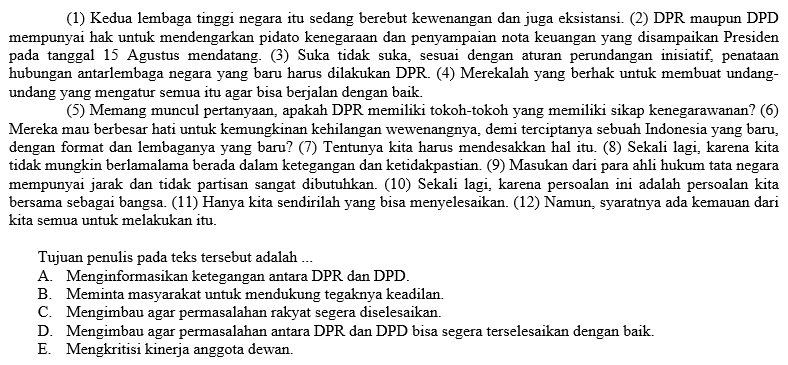 (1) Kedua lembaga tinggi negara itu sedang berebut kewenangan dan juga eksistansi. (2) DPR maupun DPD
mempunyai hak untuk mendengarkan pidato kenegaraan dan penyampaian nota keuangan yang disampaikan Presiden
pada tanggal 15 Agustus mendatang. (3) Suka tidak suka, sesuai dengan aturan perundangan inisiatif, penataan
hubungan antarlembaga negara yang baru harus dilakukan DPR. (4) Merekalah yang berhak untuk membuat undang-
undang yang mengatur semua itu agar bisa berjalan dengan baik.
(5) Memang muncul pertanyaan, apakah DPR memiliki tokoh-tokoh yang memiliki sikap kenegarawanan? (6)
Mereka mau berbesar hati untuk kemungkinan kehilangan wewenangnya, demi terciptanya sebuah Indonesia yang baru,
dengan format dan lembaganya yang baru? (7) Tentunya kita harus mendesakkan hal itu. (8) Sekali lagi, karena kita
tidak mungkin berlamalama berada dalam ketegangan dan ketidakpastian. (9) Masukan dari para ahli hukum tata negara
mempunyai jarak dan tidak partisan sangat dibutuhkan. (10) Sekali lagi, karena persoalan ini adalah persoalan kita
bersama sebagai bangsa. (11) Hanya kita sendirilah yang bisa menyelesaikan. (12) Namun, syaratnya ada kemauan dari
kita semua untuk melakukan itu.
Tujuan penulis pada teks tersebut adalah ...
A. Menginformasikan ketegangan antara DPR dan DPD.
B. Meminta masyarakat untuk mendukung tegaknya keadilan.
C. Mengimbau agar permasalahan rakyat segera diselesaikan.
D. Mengimbau agar permasalahan antara DPR dan DPD bisa segera terselesaikan dengan baik.
E. Mengkritisi kinerja anggota dewan.